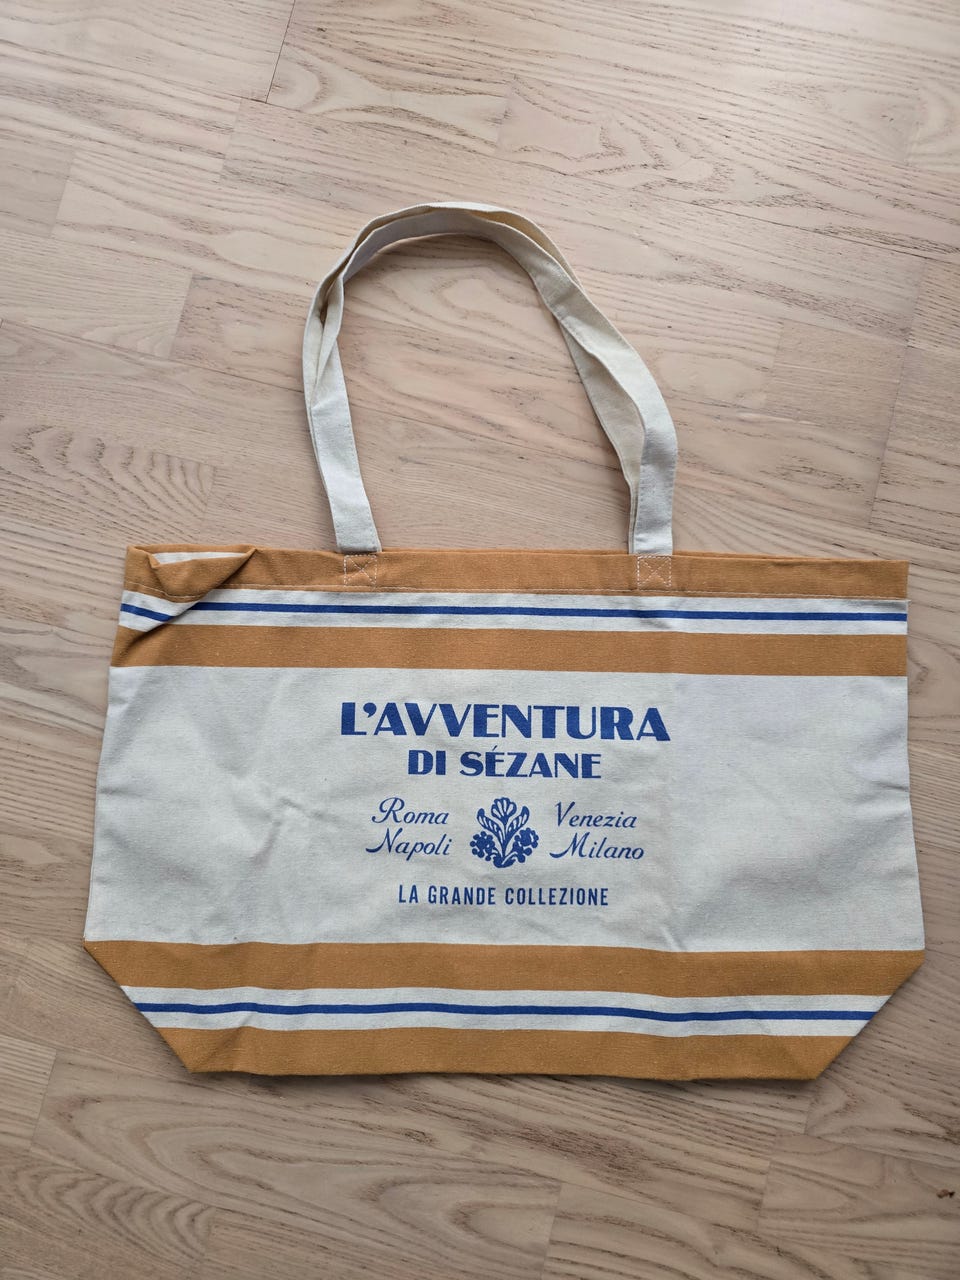 L'AVVENTURA
DI SÉZANE
Roma Venezia
Napoli Milano
LA GRANDE COLLEZIONE